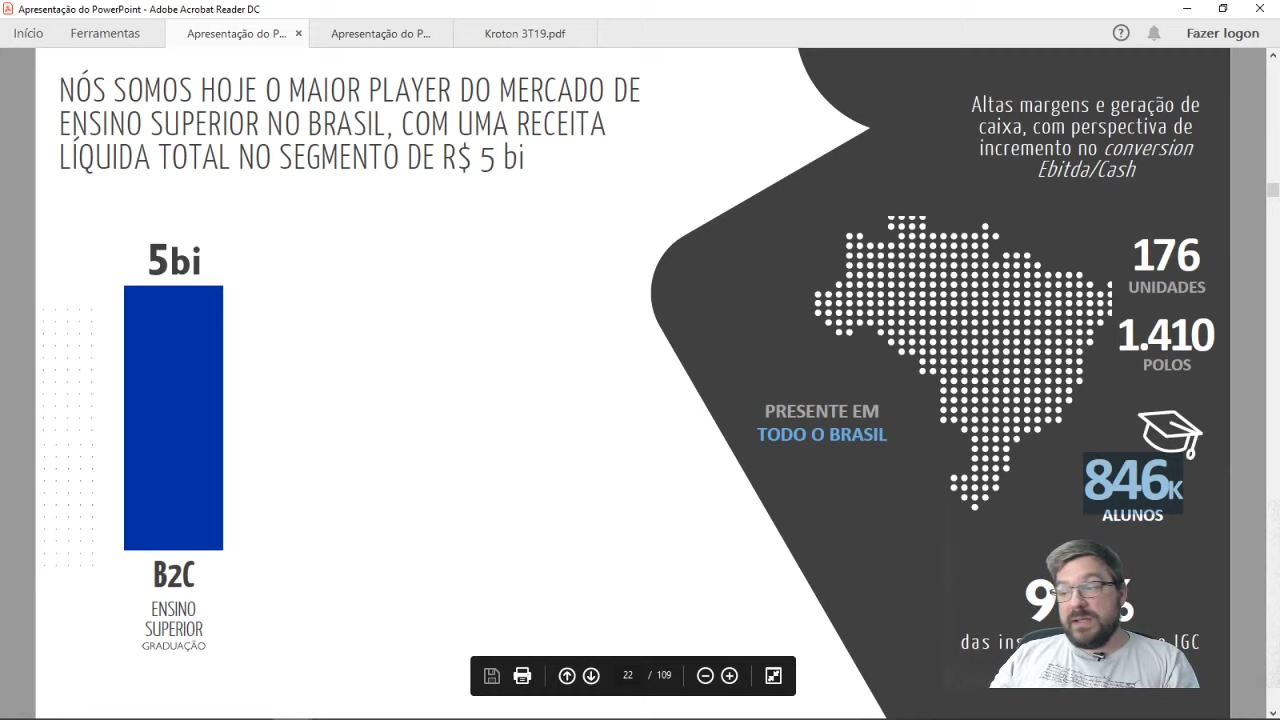 Apresentação do PowerPoint - Adobe Acrobat Reader DC
Início
Ferramentas
Apresentação do P...
Apresentação do P...
Kroton 3T19.pdf
Fazer logon
NÓS SOMOS HOJE O MAIOR PLAYER DO MERCADO DE
ENSINO SUPERIOR NO BRASIL, COM UMA RECEITA
LÍQUIDA TOTAL NO SEGMENTO DE R$ 5 bi
5bi
B2C
ENSINO
SUPERIOR
GRADUAÇÃO
Altas margens e geração de
caixa, com perspectiva de
incremento no conversion
Ebitda/Cash
176
UNIDADES
1.410
POLOS
PRESENTE EM
TODO O BRASIL
846K
ALUNOS
das IGC
22 / 109